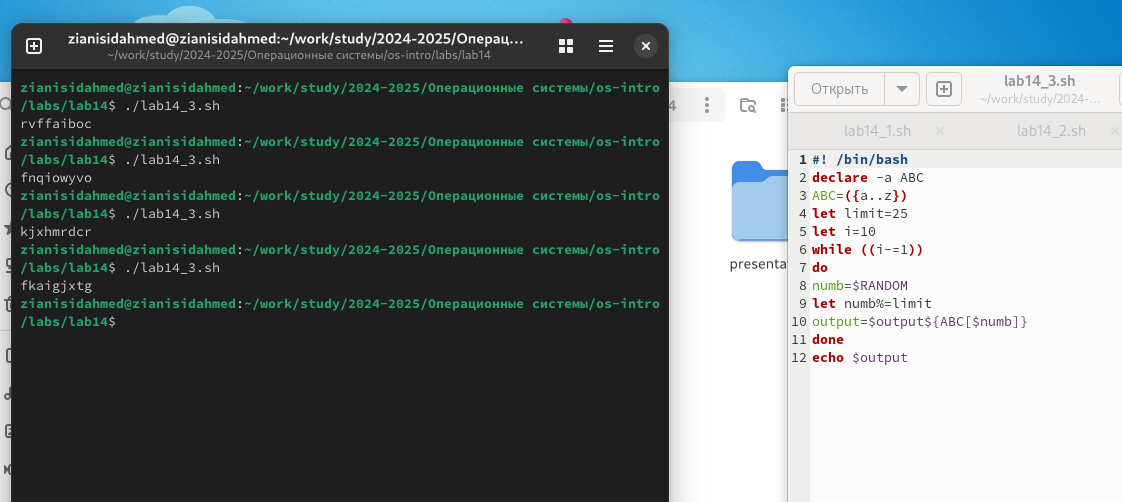 zianisidahmed@zianisidahmed:~/work/study/2024-2025/Операц...
~/work/study/2024-2025/Операционные системы/os-intro/labs/lab14
zianisidahmed@zianisidahmed:~/work/study/2024-2025/Операционные системы/os-intro
/labs/lab14$ ./lab14_3.sh
rvffaiboc
zianisidahmed@zianisidahmed:~/work/study/2024-2025/Операционные системы/os-intro
/labs/lab14$ ./lab14_3.sh
fnqiowyvo
zianisidahmed@zianisidahmed:~/work/study/2024-2025/Операционные системы/os-intro
/labs/lab14$ ./lab14_3.sh
kjxhmrdcr
zianisidahmed@zianisidahmed:~/work/study/2024-2025/Операционные системы/os-intro
/labs/lab14$ ./lab14_3.sh
fkaigjxtg
zianisidahmed@zianisidahmed:~/work/study/2024-2025/Операционные системы/os-intro
/labs/lab14$
4
presenta
Открыть
lab14_3.sh
~/work/study/2024-...
lab14_1.sh
lab14_2.sh
1 #! /bin/bash
2 declare -a ABC
3 ABC=({a..z})
4 let limit=25
5 let i=10
6 while ((i-=1))
7 do
8 numb=$RANDOM
9 let numb%=limit
10 output=$output${ABC[$numb]}
11 done
12 echo $output